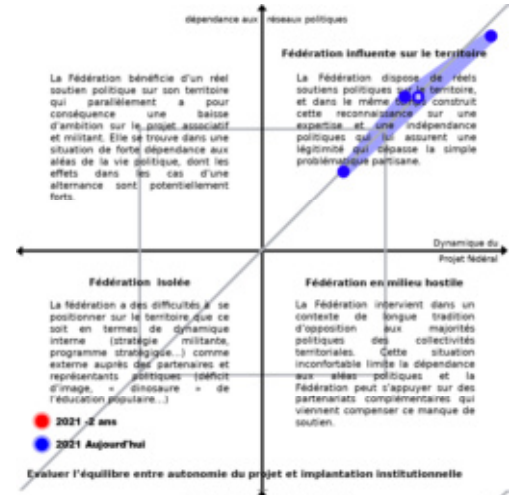 dépendance aux réseaux politiques
Fédération influente sur le territoire
La Fédération bénéficie d'un réel
soutien politique sur son territoire
qui parallèlement a pour
conséquence une baisse
d'ambition sur le projet associatif
et militant. Elle se trouve dans une
situation de forte dépendance aux
aléas de la vie politique, dont les
effets dans les cas d'une
alternance sont potentiellement
forts.
La Fédération dispose de réels
soutiens politiques sur le territoire,
et dans le même temps construit
cette reconnaissance sur une
expertise et une indépendance
politiques qui lui assurent une
légitimité qui dépasse la simple
problématique partisane.
Dynamique du
Projet fédéral
Fédération Isolée
La fédération a des difficultés à se
positionner sur le territoire que ce
soit en termes de dynamique
interne (stratégie militante,
programme stratégique...) comme
externe auprès des partenaires et
représentants politiques (déficit
d'image, « dinosaure » de
l'éducation populaire...)
Fédération en milieu hostile
La Fédération intervient dans un
contexte de longue tradition
d'opposition aux majorités
politiques des collectivités
territoriales. Cette situation
inconfortable limite la dépendance
aux aléas politiques et la
Fédération peut s'appuyer sur des
partenariats complémentaires qui
viennent compenser ce manque de
soutien.
2021 -2 ans
2021 Aujourd'hui
Evaluer l'équilibre entre autonomie du projet et implantation institutionnelle